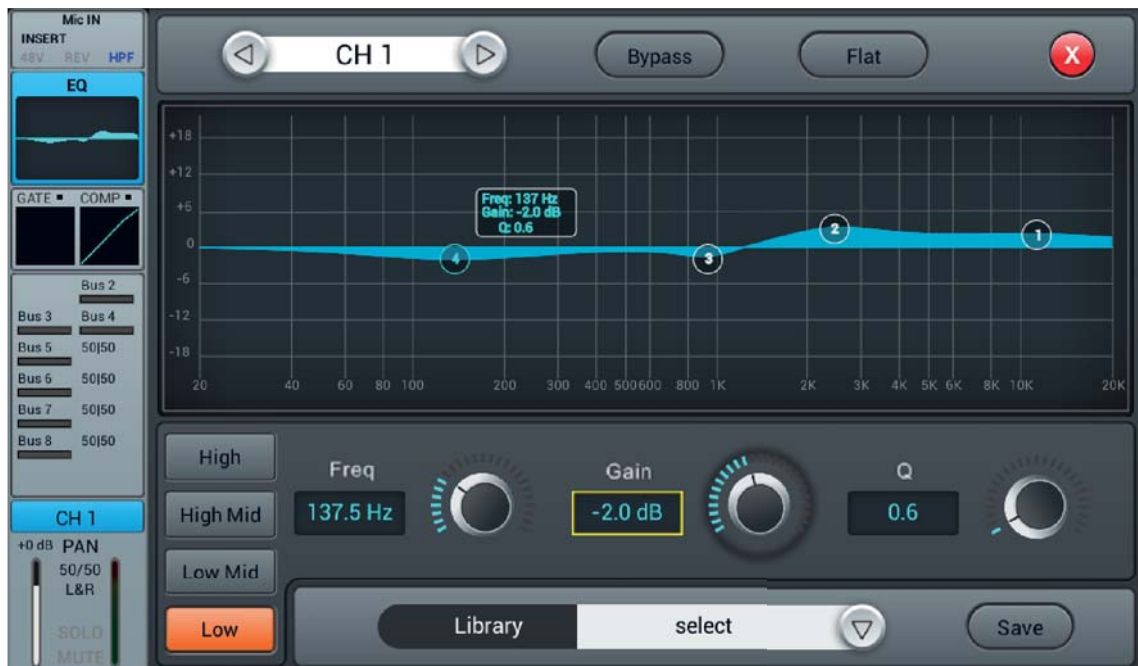 Mic IN
INSERT
48V REV HPF
EQ
GATE COMP
Bus 2
Bus 3 Bus 4
Bus 5 50|50
Bus 6 50|50
Bus 7 50|50
Bus 8 50|50
CH 1
+0 dB PAN
50/50
L&R
SOLO
MUTE
CH 1 Bypass Flat X
+18
+12
+6
0
-6
-12
-18
Freq: 137 Hz
Gain: -2.0 dB
Q: 0.6
4 3 2 1
20 40 60 80 100 200 300 400 500 600 800 1K 2K 3K 4K 5K 6K 8K 10K 20K
High
High Mid
Low Mid
Low
Freq Gain Q
137.5 Hz -2.0 dB 0.6
Library select Save